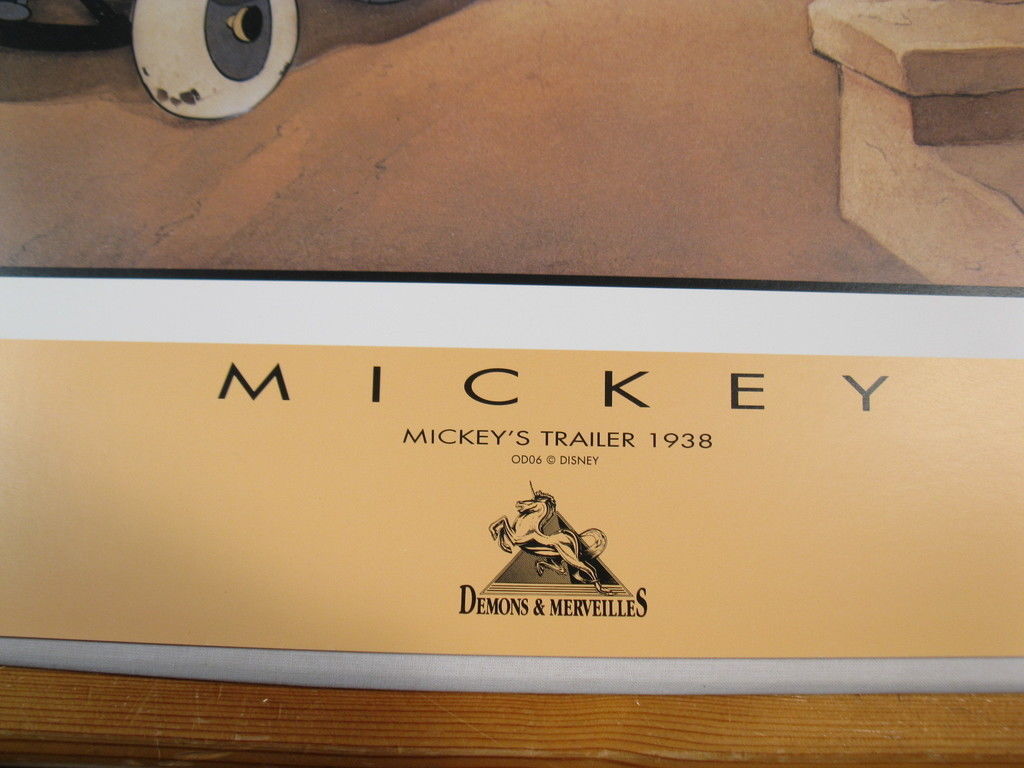 MICKEY
MICKEY'S TRAILER 1938
OD06 © DISNEY
DEMONS & MERVEILLES